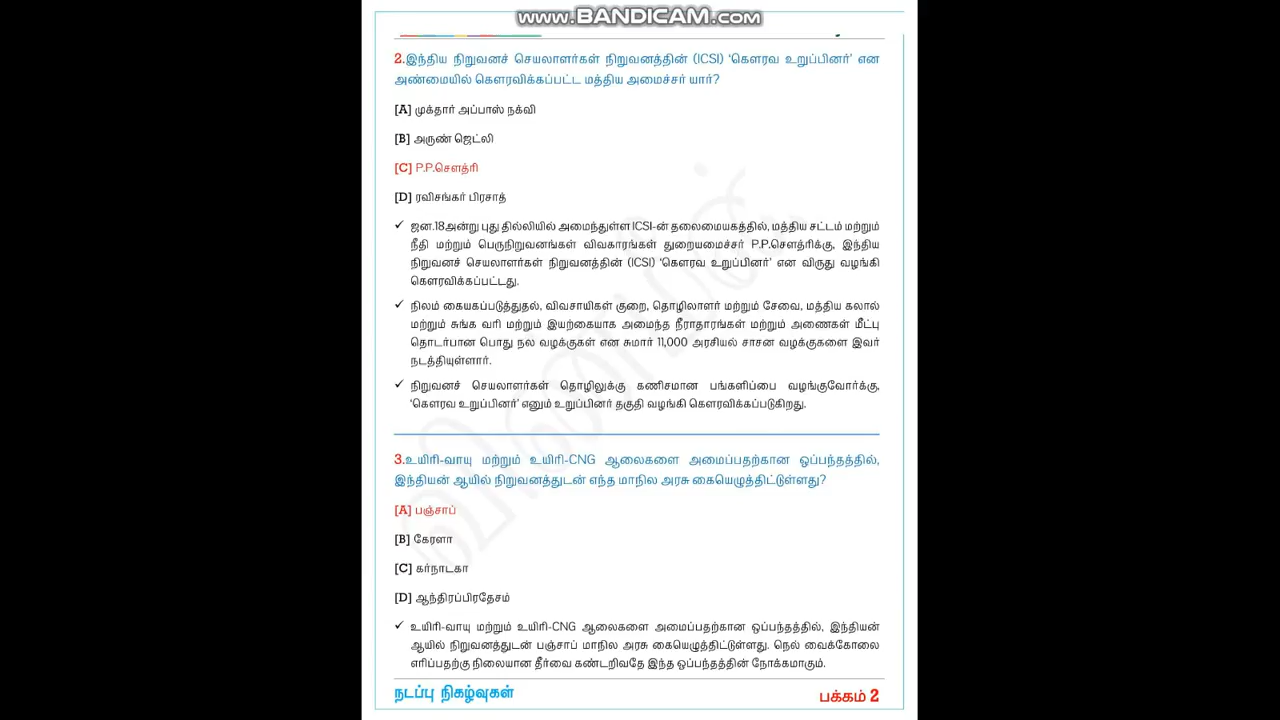 www.BANDICAM.com
2.இந்திய நிறுவனச் செயலாளர்கள் நிறுவனத்தின் (ICSI) ‘கௌரவ உறுப்பினர்’ என
அண்மையில் கௌரவிக்கப்பட்ட மத்திய அமைச்சர் யார்?
[A] முக்தார் அப்பாஸ் நக்வி
[B] அருண் ஜெட்லி
[C] P.P.சௌத்ரி
[D] ரவிசங்கர் பிரசாத்
✓ ஜன.18அன்று புது தில்லியில் அமைந்துள்ள ICSI-ன் தலைமையகத்தில், மத்திய சட்டம் மற்றும்
நீதி மற்றும் பெருநிறுவனங்கள் விவகாரங்கள் துறையமைச்சர் P.P.சௌத்ரிக்கு, இந்திய
நிறுவனச் செயலாளர்கள் நிறுவனத்தின் (ICSI) ‘கௌரவ உறுப்பினர்’ என விருது வழங்கி
கௌரவிக்கப்பட்டது.
✓ நிலம் கையகப்படுத்துதல், விவசாயிகள் குறை, தொழிலாளர் மற்றும் சேவை, மத்திய கலால்
மற்றும் சுங்க வரி மற்றும் இயற்கையாக அமைந்த நீராதாரங்கள் மற்றும் அணைகள் மீட்பு
தொடர்பான பொது நல வழக்குகள் என சுமார் 11,000 அரசியல் சாசன வழக்குகளை இவர்
நடத்தியுள்ளார்.
✓ நிறுவனச் செயலாளர்கள் தொழிலுக்கு கணிசமான பங்களிப்பை வழங்குவோர்க்கு,
‘கௌரவ உறுப்பினர்’ எனும் உறுப்பினர் தகுதி வழங்கி கௌரவிக்கப்படுகிறது.
3.உயிரி-வாயு மற்றும் உயிரி-CNG ஆலைகளை அமைப்பதற்கான ஒப்பந்தத்தில்,
இந்தியன் ஆயில் நிறுவனத்துடன் எந்த மாநில அரசு கையெழுத்திட்டுள்ளது?
[A] பஞ்சாப்
[B] கேரளா
[C] கர்நாடகா
[D] ஆந்திரப்பிரதேசம்
✓ உயிரி-வாயு மற்றும் உயிரி-CNG ஆலைகளை அமைப்பதற்கான ஒப்பந்தத்தில், இந்தியன்
ஆயில் நிறுவனத்துடன் பஞ்சாப் மாநில அரசு கையெழுத்திட்டுள்ளது. நெல் வைக்கோலை
எரிப்பதற்கு நிலையான தீர்வை கண்டறிவதே இந்த ஒப்பந்தத்தின் நோக்கமாகும்.
நடப்பு நிகழ்வுகள்
பக்கம் 2